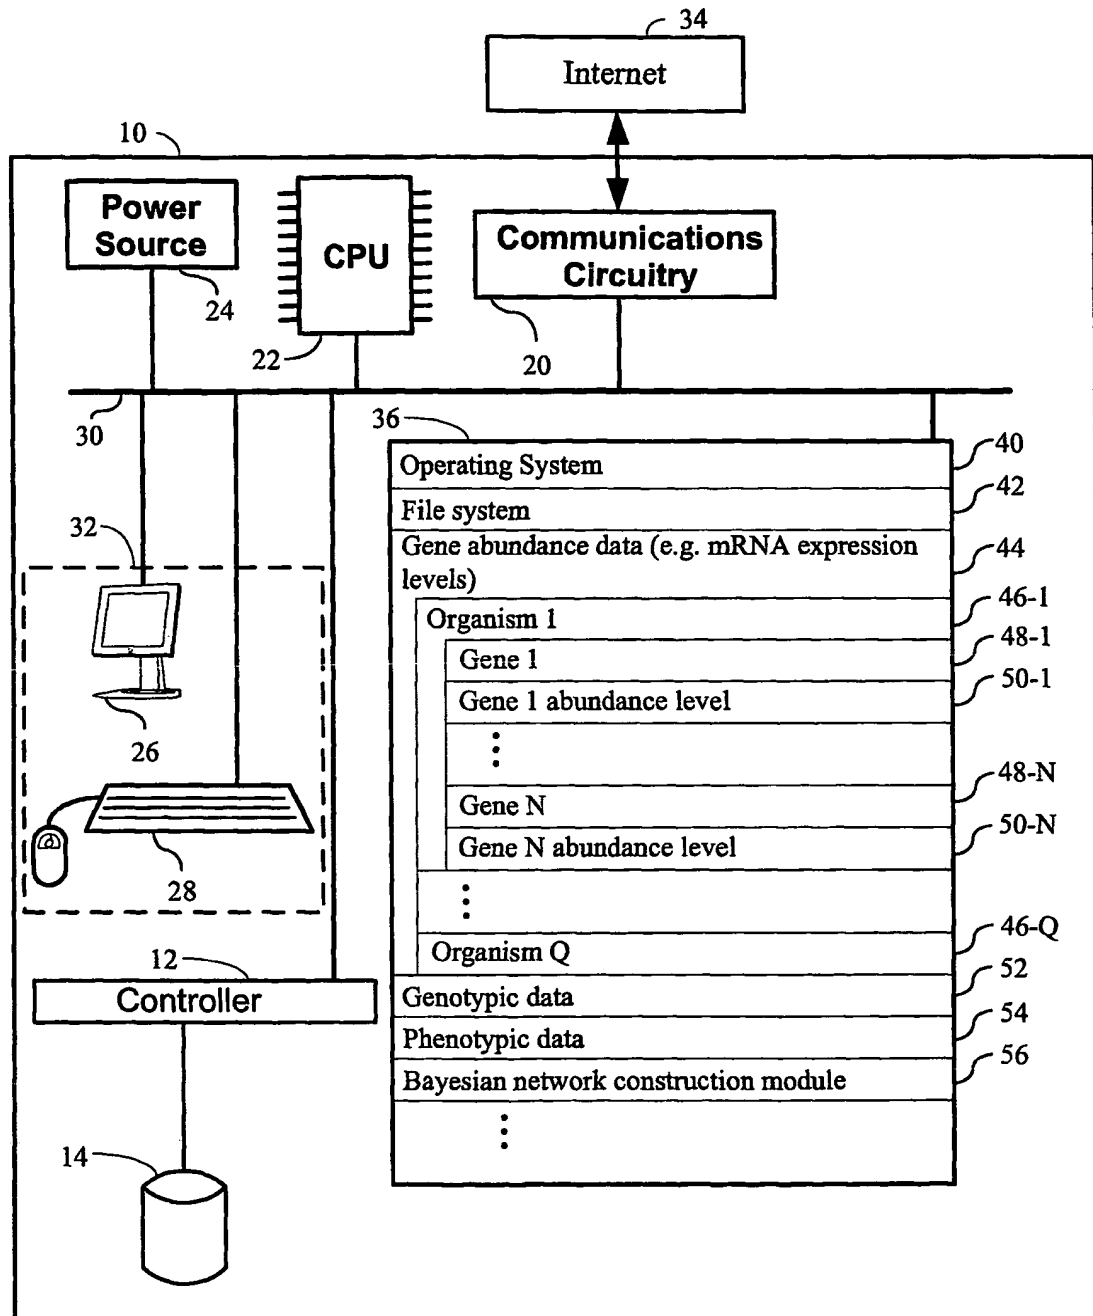 34
Internet
10
Power
Source
24
CPU
22
Communications
Circuitry
20
30
36
Operating System
40
File system
42
Gene abundance data (e.g. mRNA expression
levels)
44
Organism 1
46-1
Gene 1
48-1
Gene 1 abundance level
50-1
Gene N
48-N
Gene N abundance level
50-N
Organism Q
46-Q
Genotypic data
52
Phenotypic data
54
Bayesian network construction module
56
32
26
28
12
Controller
14